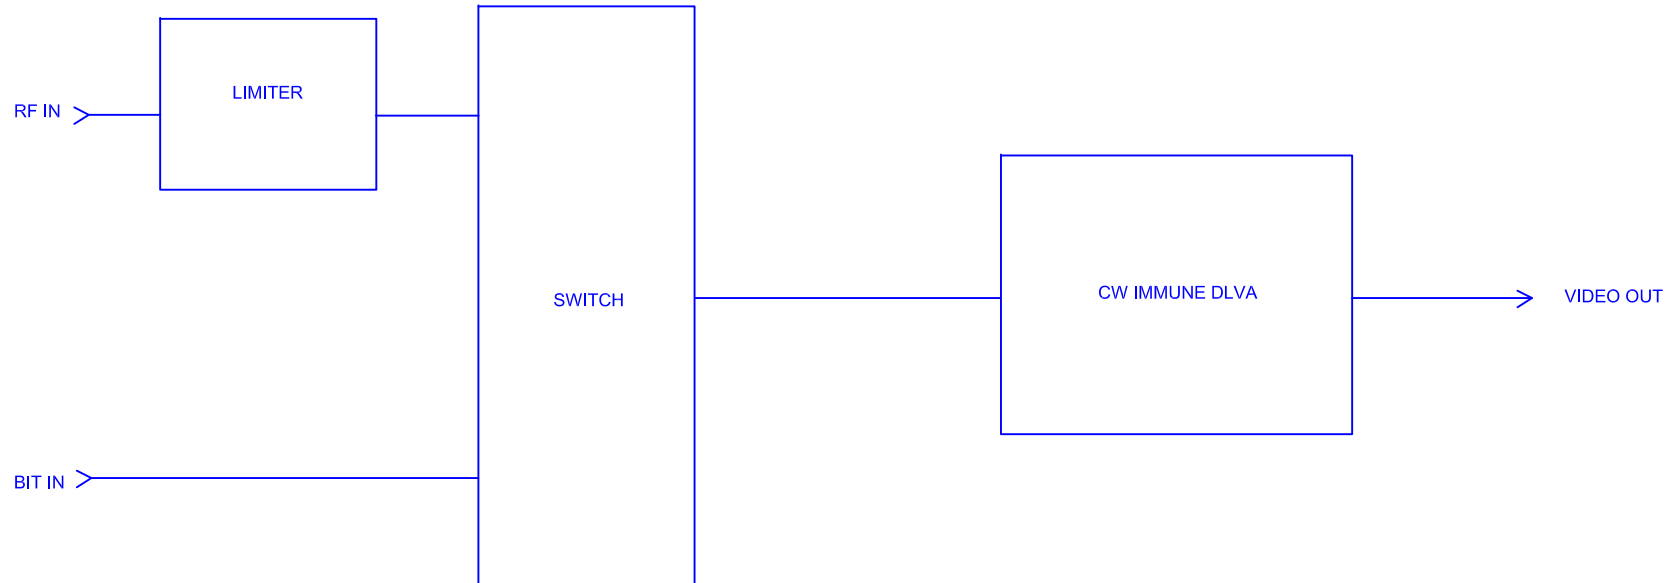 LIMITER
RF IN
SWITCH
CW IMMUNE DLVA
VIDEO OUT
BIT IN